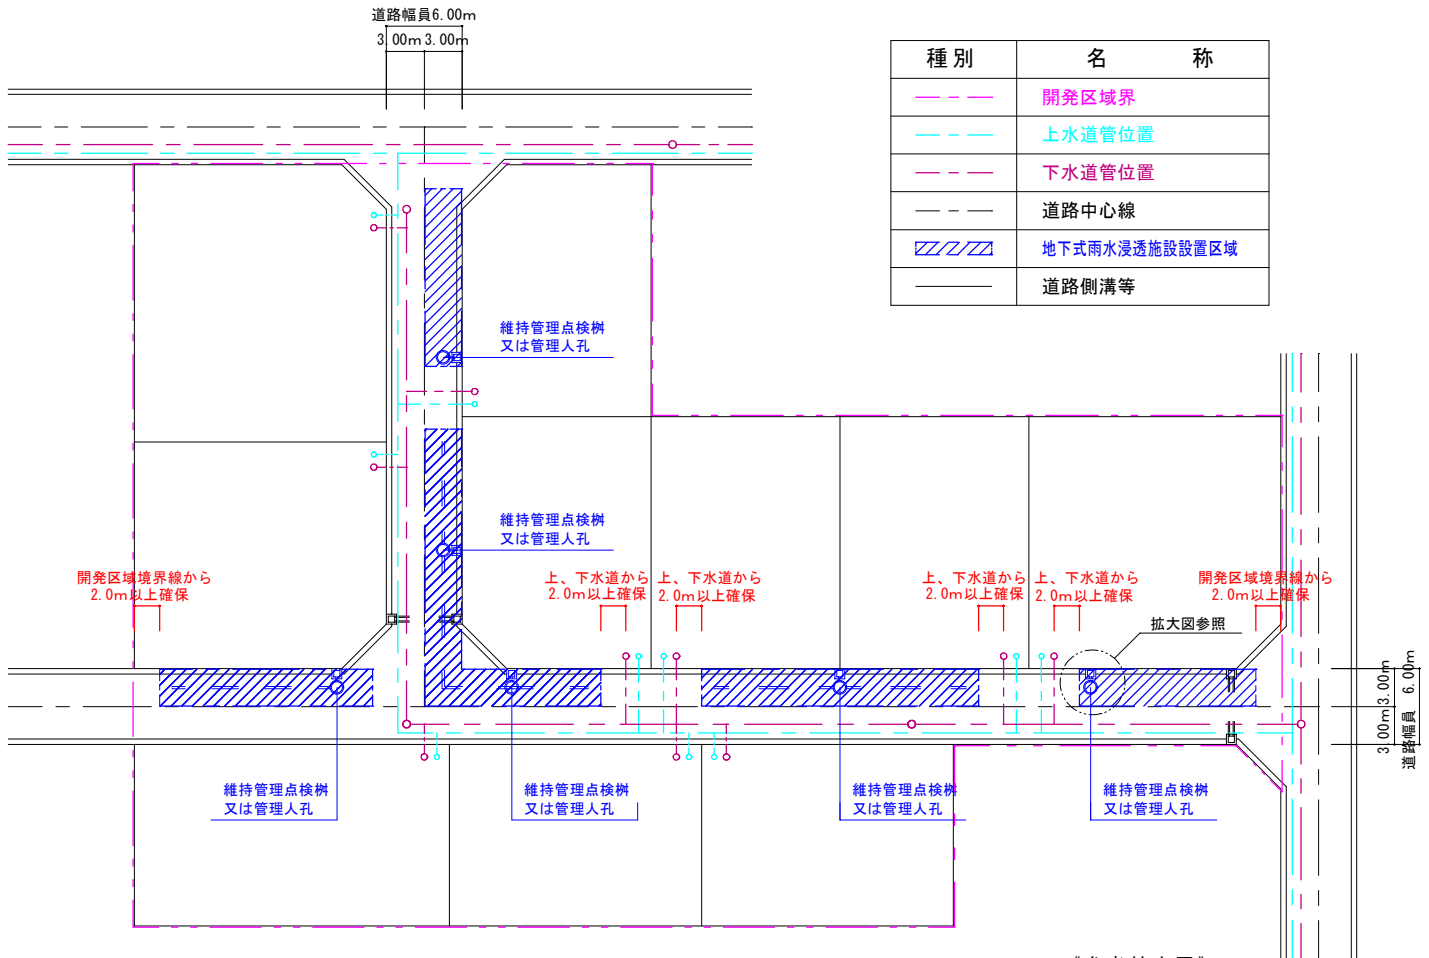 道路幅員6.00m
3.00m 3.00m
種別 名 称
開発区域界
上水道管位置
下水道管位置
道路中心線
地下式雨水浸透施設設置区域
道路側溝等
維持管理点検桝
又は管理人孔
維持管理点検桝
又は管理人孔
開発区域境界線から
2.0m以上確保
上、下水道から
2.0m以上確保
上、下水道から
2.0m以上確保
上、下水道から
2.0m以上確保
上、下水道から
2.0m以上確保
開発区域境界線から
2.0m以上確保
拡大図参照
3.00m 3.00m
道路幅員 6.00m
維持管理点検桝
又は管理人孔
維持管理点検桝
又は管理人孔
維持管理点検桝
又は管理人孔
維持管理点検桝
又は管理人孔